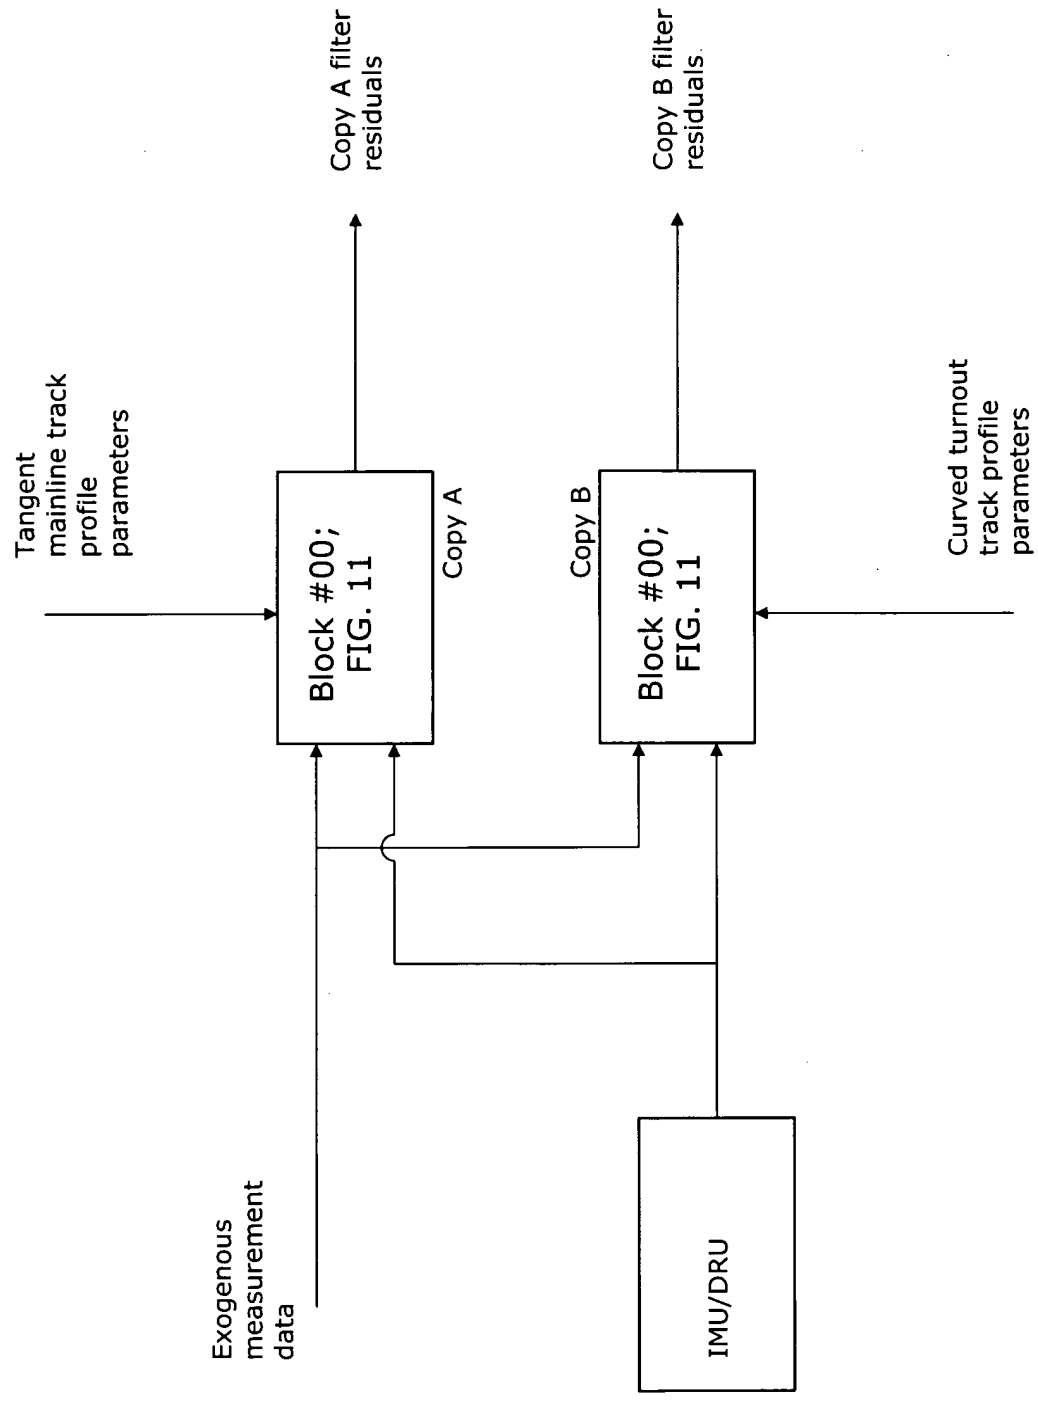 Tangent
mainline track
profile
parameters
Exogenous
measurement
data
Block #00;
FIG. 11
Copy A
Copy A filter
residuals
IMU/DRU
Copy B
Block #00;
FIG. 11
Copy B filter
residuals
Curved turnout
track profile
parameters